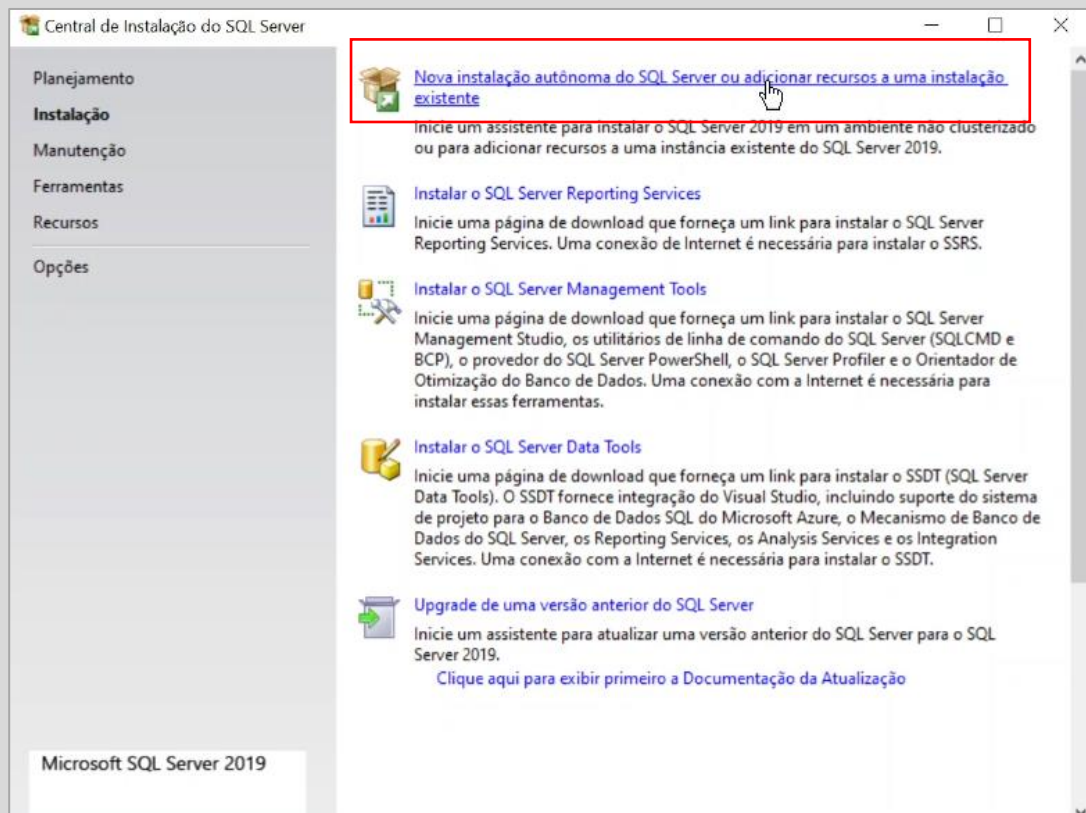 Central de Instalação do SQL Server
Planejamento
Instalação
Manutenção
Ferramentas
Recursos
Opções
Microsoft SQL Server 2019
Nova instalação autônoma do SQL Server ou adicionar recursos a uma instalação
existente
Inicie um assistente para instalar o SQL Server 2019 em um ambiente não clusterizado
ou para adicionar recursos a uma instância existente do SQL Server 2019.
Instalar o SQL Server Reporting Services
Inicie uma página de download que forneça um link para instalar o SQL Server
Reporting Services. Uma conexão de Internet é necessária para instalar o SSRS.
Instalar o SQL Server Management Tools
Inicie uma página de download que forneça um link para instalar o SQL Server
Management Studio, os utilitários de linha de comando do SQL Server (SQLCMD e
BCP), o provedor do SQL Server PowerShell, o SQL Server Profiler e o Orientador de
Otimização do Banco de Dados. Uma conexão com a Internet é necessária para
instalar essas ferramentas.
Instalar o SQL Server Data Tools
Inicie uma página de download que forneça um link para instalar o SSDT (SQL Server
Data Tools). O SSDT fornece integração do Visual Studio, incluindo suporte do sistema
de projeto para o Banco de Dados SQL do Microsoft Azure, o Mecanismo de Banco de
Dados do SQL Server, os Reporting Services, os Analysis Services e os Integration
Services. Uma conexão com a Internet é necessária para instalar o SSDT.
Upgrade de uma versão anterior do SQL Server
Inicie um assistente para atualizar uma versão anterior do SQL Server para o SQL
Server 2019.
Clique aqui para exibir primeiro a Documentação da Atualização